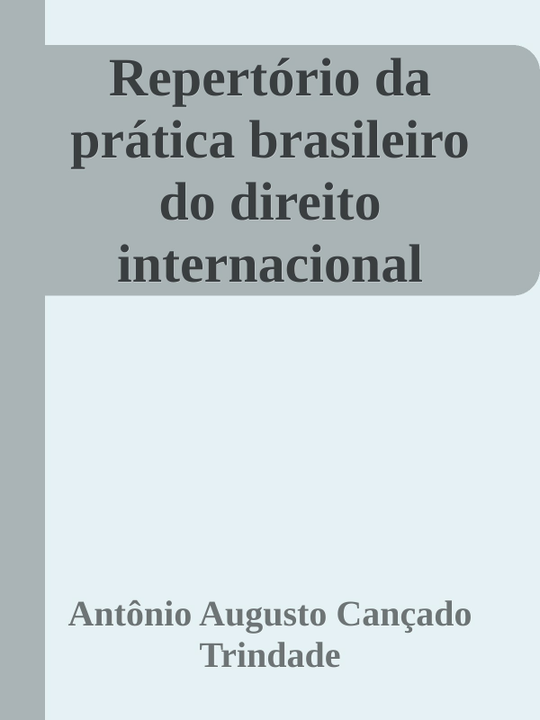 Repertório da
prática brasileiro
do direito
internacional
Antônio Augusto Cançado
Trindade